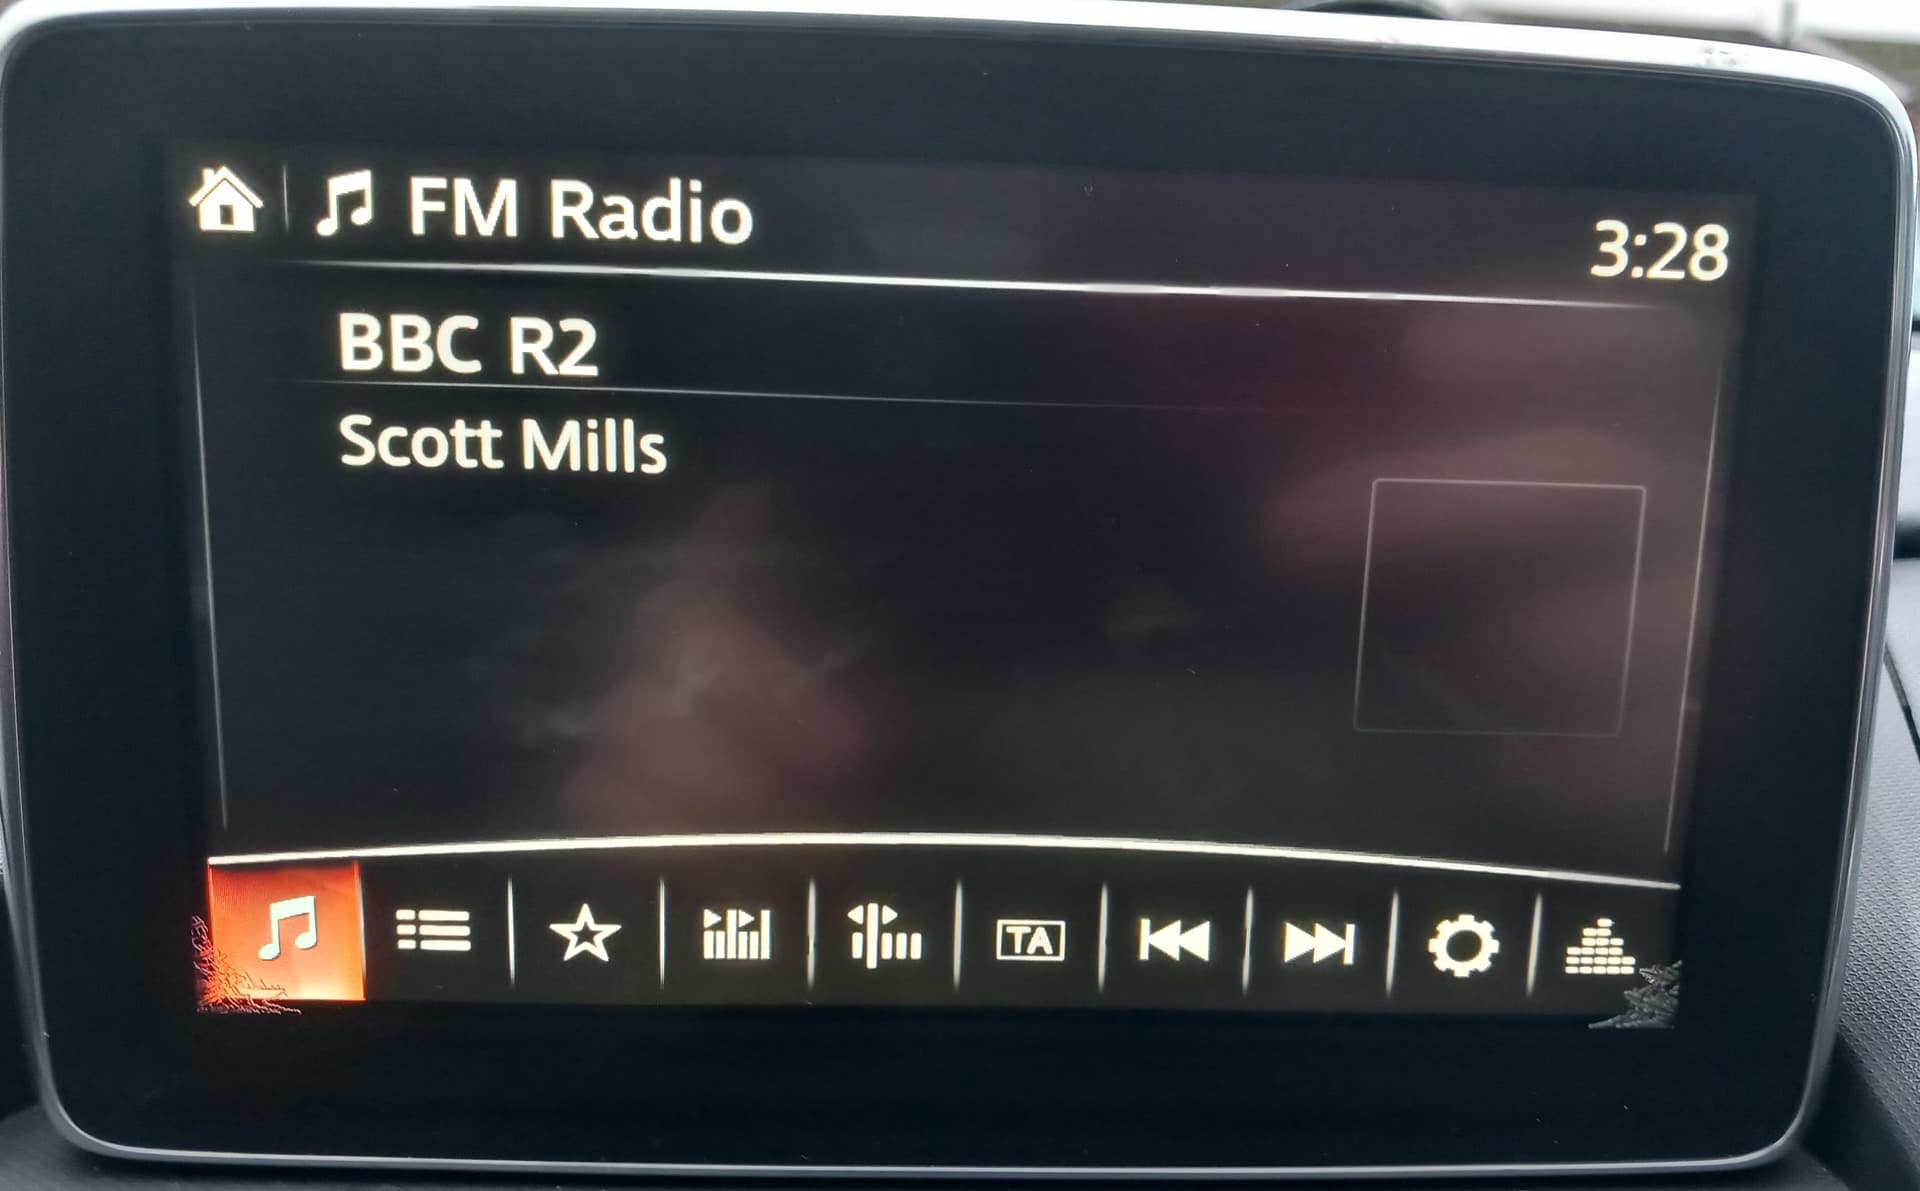 FM Radio
3:28
BBC R2
Scott Mills
TA